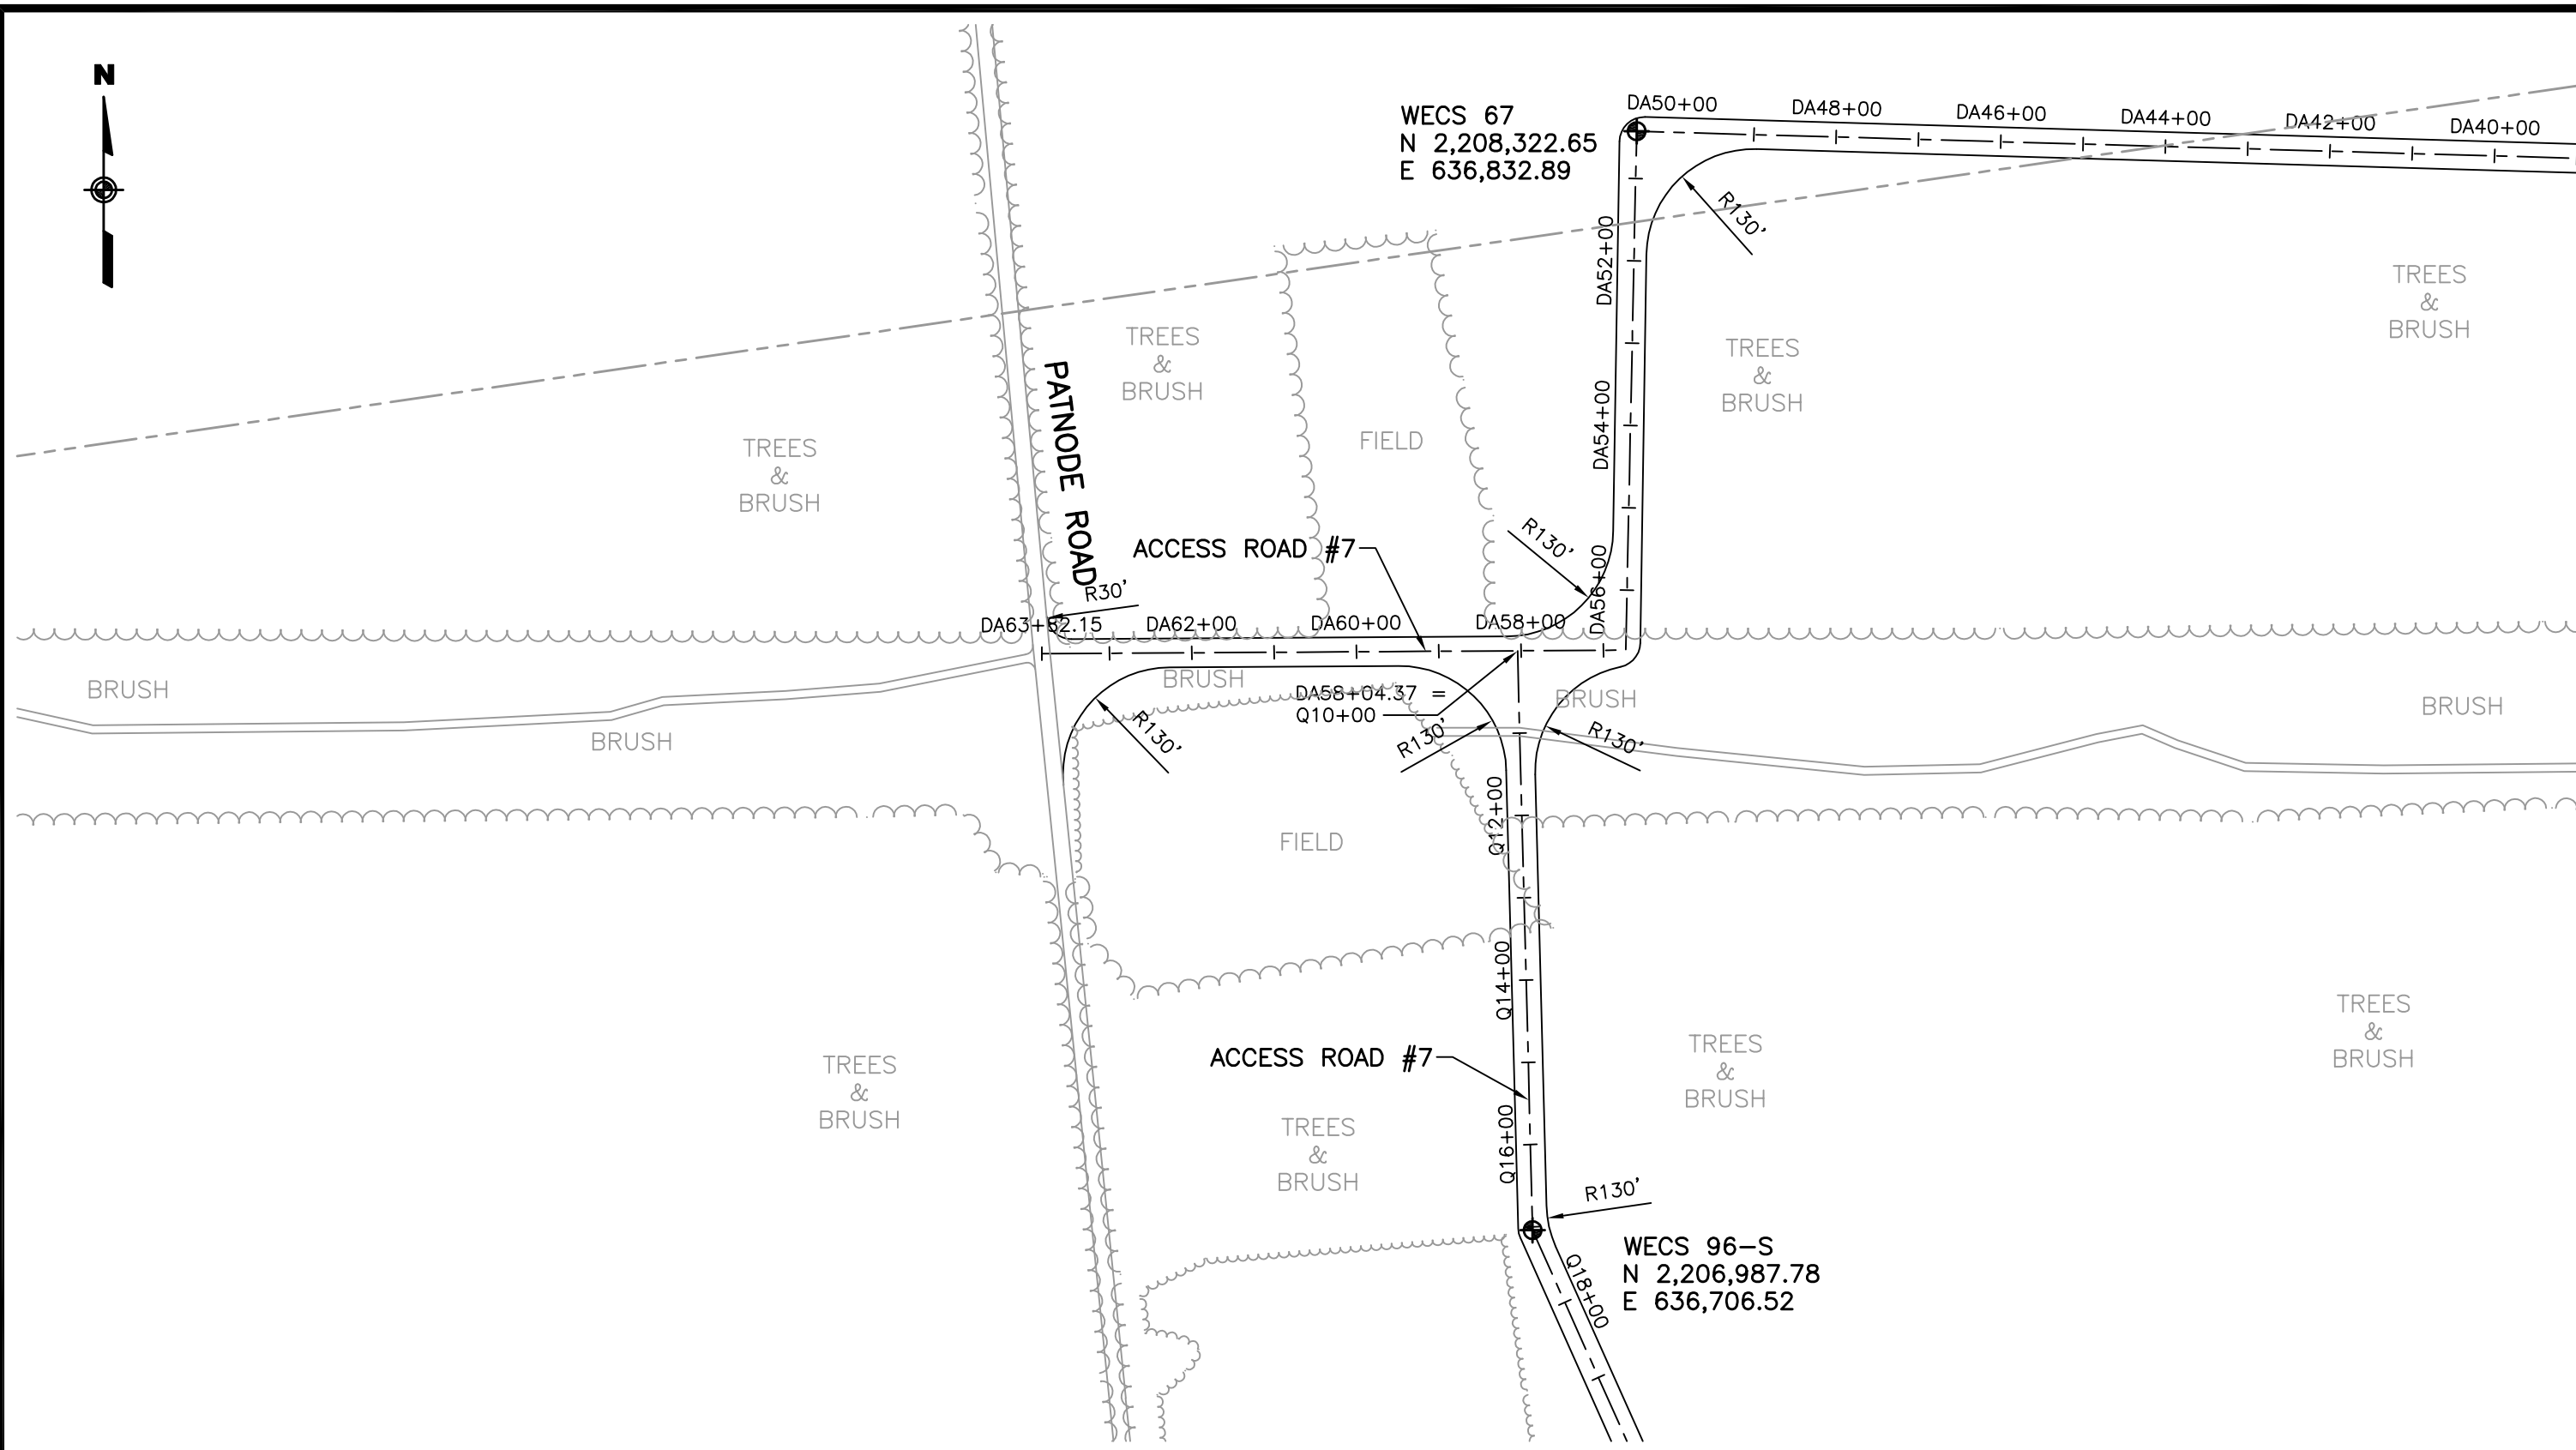 N
WECS 67
N 2,208,322.65
E 636,832.89
DA50+00
DA48+00
DA46+00
DA44+00
DA42+00
DA40+00
R130'
DA52+00
TREES
&
BRUSH
TREES
&
BRUSH
TREES
&
BRUSH
PATNODE ROAD
FIELD
DA54+00
TREES
&
BRUSH
R130'
ACCESS ROAD #7
DA56+00
R30'
DA63+82.15
DA62+00
DA60+00
DA58+00
BRUSH
BRUSH
BRUSH
DA58+04.37 =
Q10+00
BRUSH
BRUSH
R130'
R130'
R130'
Q12+00
FIELD
Q14+00
TREES
&
BRUSH
ACCESS ROAD #7
TREES
&
BRUSH
TREES
&
BRUSH
TREES
&
BRUSH
Q16+00
R130'
WECS 96-S
N 2,206,987.78
E 636,706.52
Q18+00